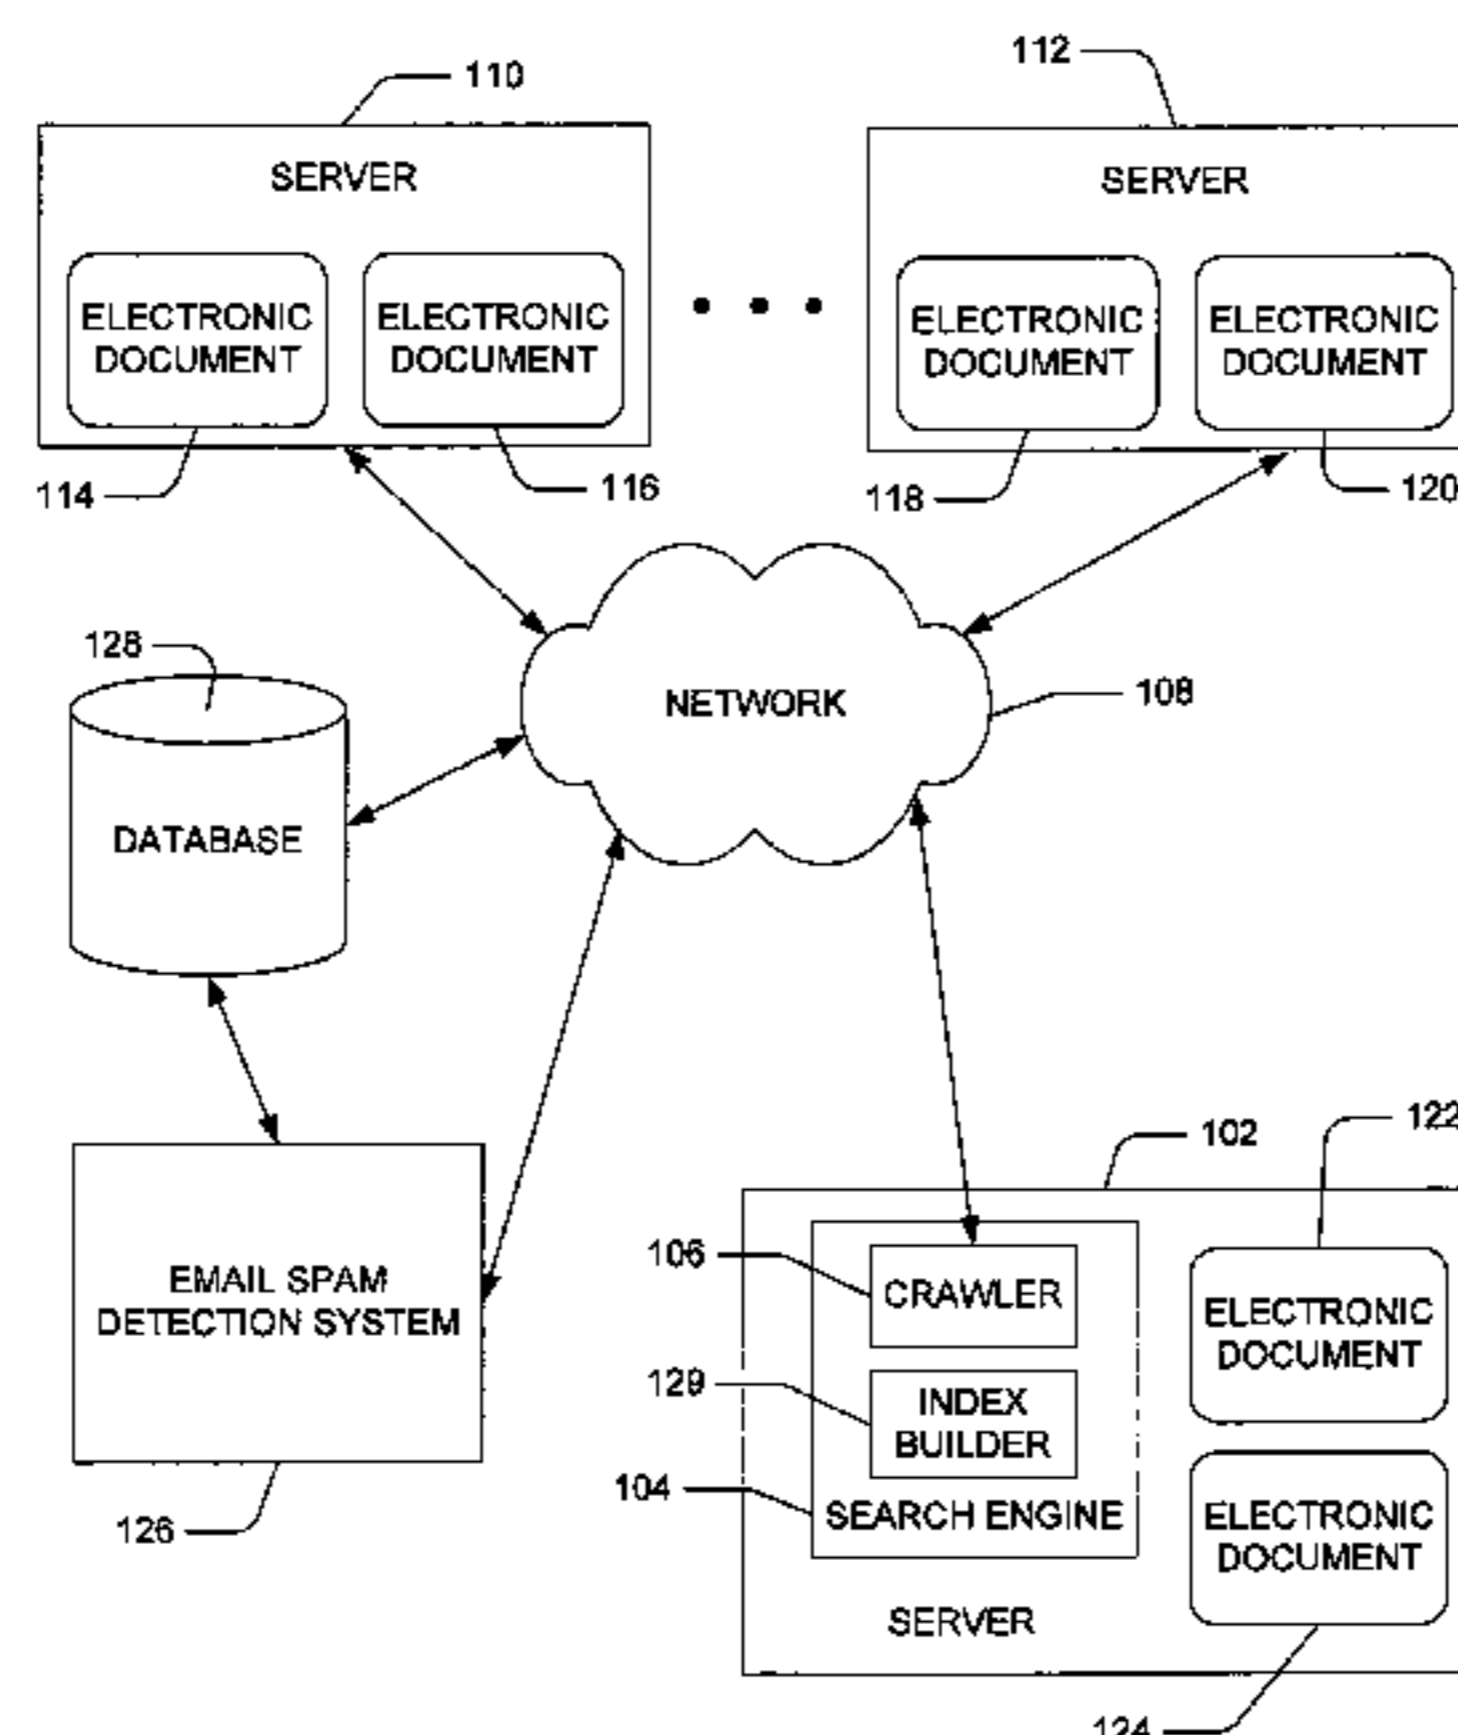 110
112
SERVER
SERVER
ELECTRONIC
DOCUMENT
ELECTRONIC
DOCUMENT
ELECTRONIC
DOCUMENT
ELECTRONIC
DOCUMENT
114
116
118
120
128
NETWORK
108
DATABASE
102
122
106
CRAWLER
ELECTRONIC
DOCUMENT
EMAIL SPAM
DETECTION SYSTEM
129
INDEX
BUILDER
104
SEARCH ENGINE
ELECTRONIC
DOCUMENT
126
SERVER
124